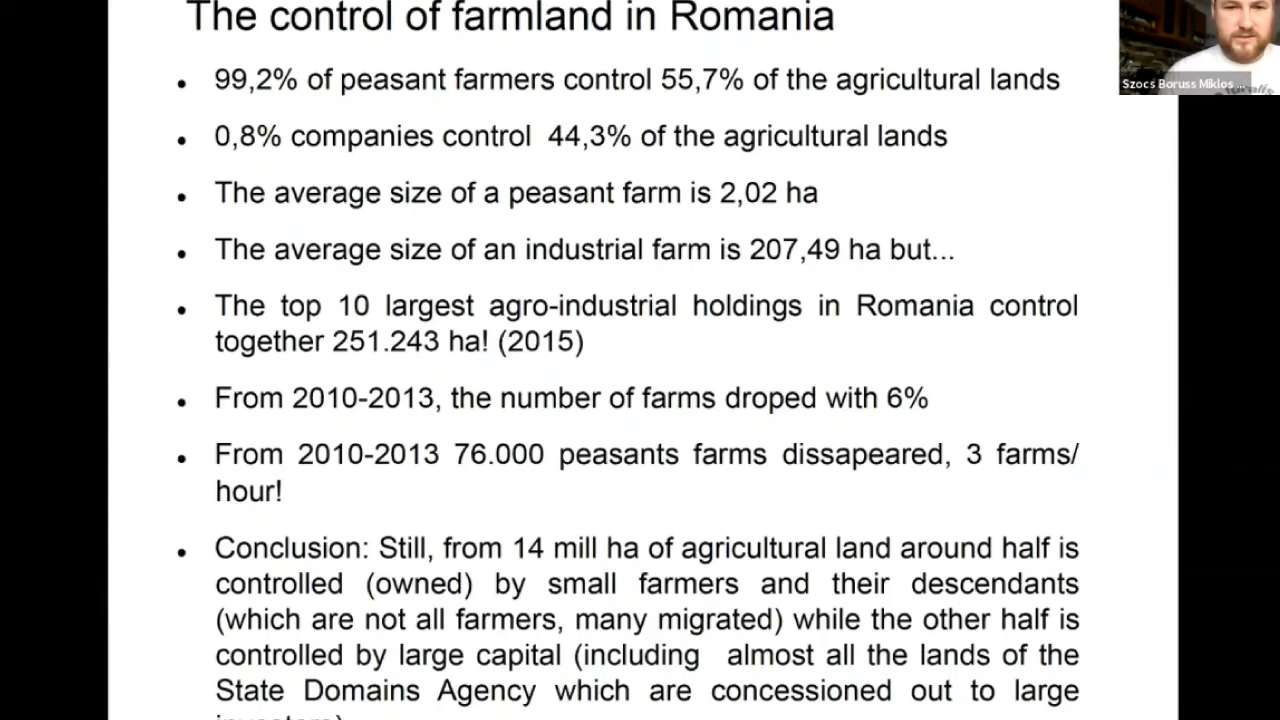 The control of farmland in Romania
Szocs Boruss Miklos ...
99,2% of peasant farmers control 55,7% of the agricultural lands
0,8% companies control 44,3% of the agricultural lands
The average size of a peasant farm is 2,02 ha
The average size of an industrial farm is 207,49 ha but...
The top 10 largest agro-industrial holdings in Romania control
together 251.243 ha! (2015)
From 2010-2013, the number of farms droped with 6%
From 2010-2013 76.000 peasants farms dissapeared, 3 farms/
hour!
Conclusion: Still, from 14 mill ha of agricultural land around half is
controlled (owned) by small farmers and their descendants
(which are not all farmers, many migrated) while the other half is
controlled by large capital (including almost all the lands of the
State Domains Agency which are concessioned out to large